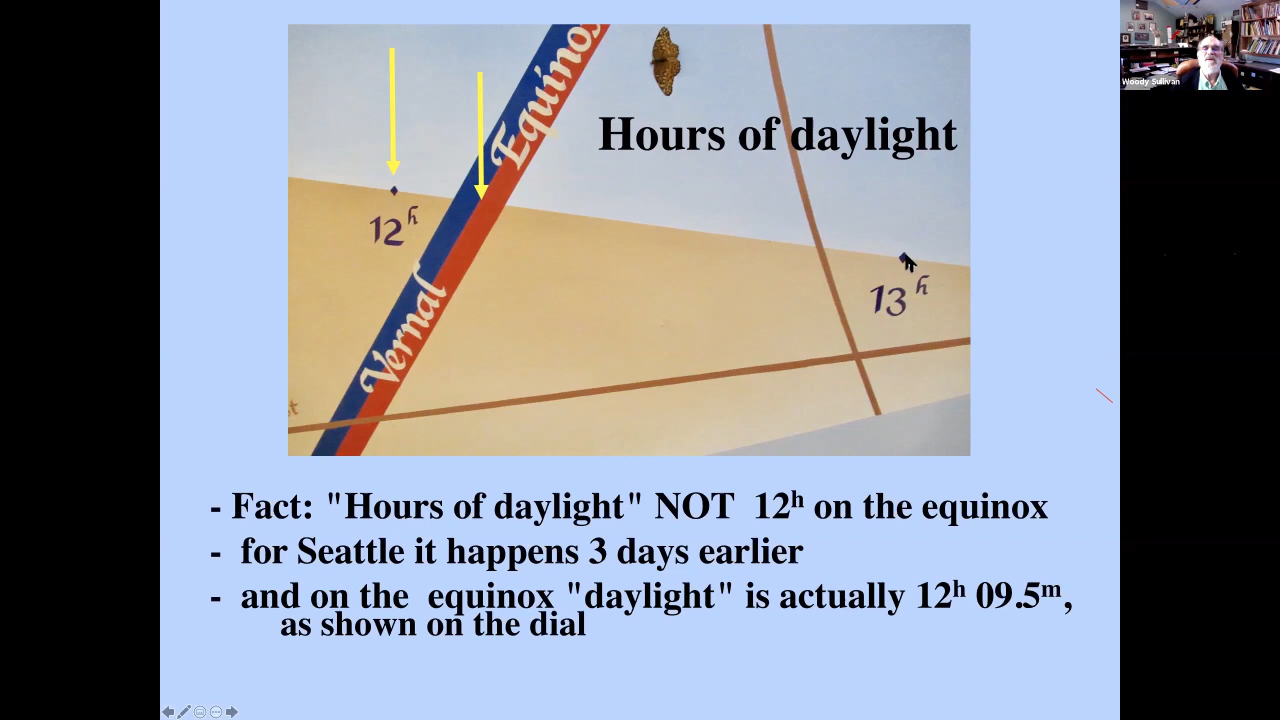 Woody Sullivan
Equinox
Hours of daylight
12h
13h
Vernal
- Fact: "Hours of daylight" NOT 12h on the equinox
- for Seattle it happens 3 days earlier
- and on the equinox "daylight" is actually 12h 09.5m,
as shown on the dial